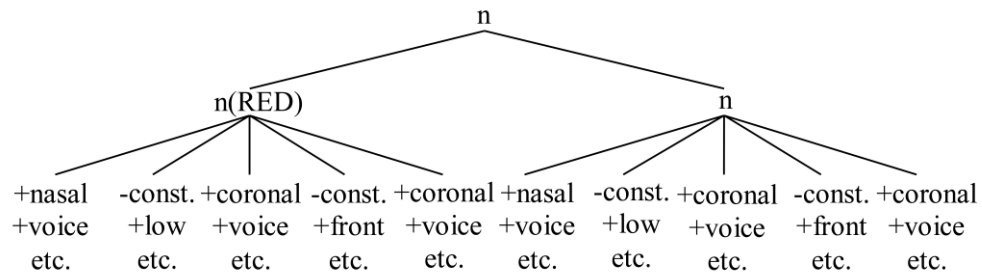 n
n(RED) n
+nasal -const. +coronal -const. +coronal +nasal -const. +coronal -const. +coronal
+voice +low +voice +front +voice +voice +low +voice +front +voice
etc. etc. etc. etc. etc. etc. etc. etc. etc. etc.